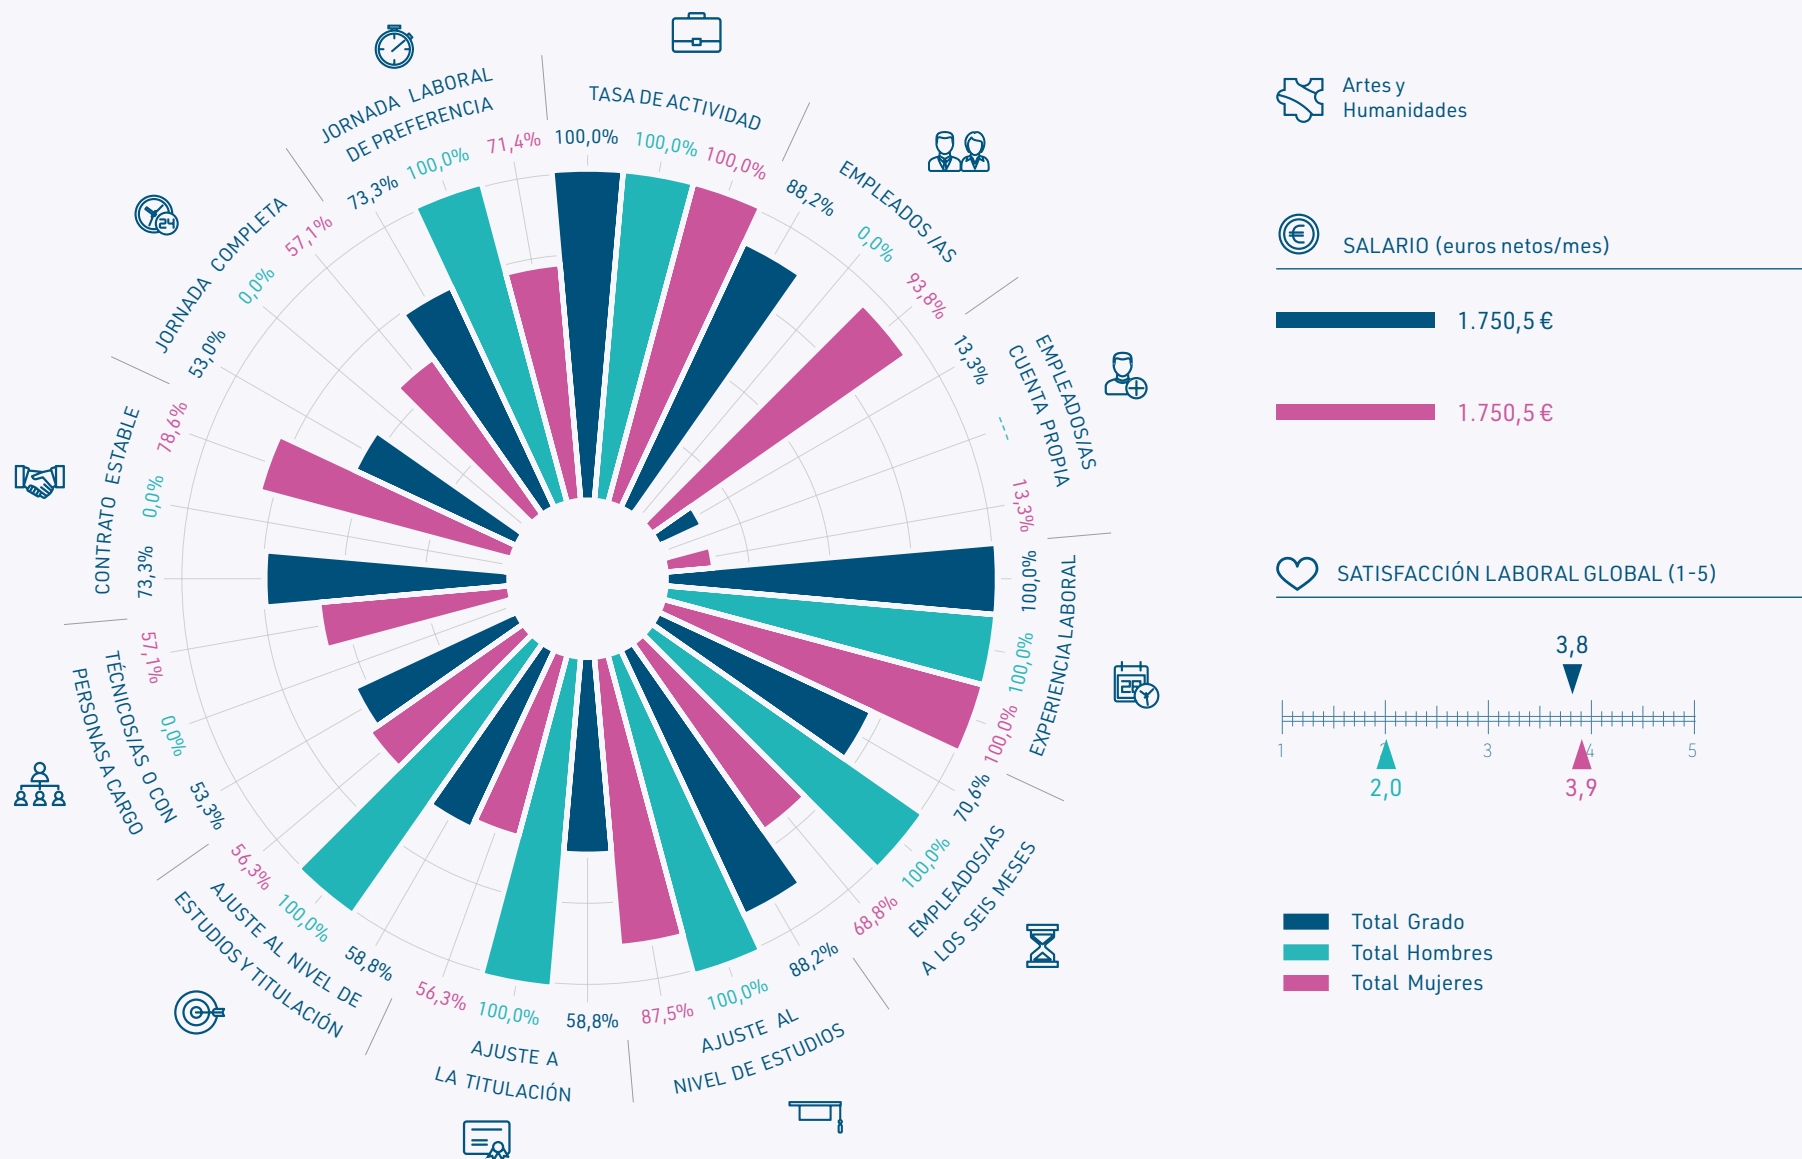 JORNADA LABORAL
DE PREFERENCIA
73,3%
100,0%
71,4%
TASA DE ACTIVIDAD
100,0%
100,0%
100,0%
EMPLEADOS /AS
88,2%
0,0%
93,8%
EMPLEADOS/AS
CUENTA PROPIA
13,3%
---
13,3%
EXPERIENCIA LABORAL
100,0%
100,0%
100,0%
EMPLEADOS/AS
A LOS SEIS MESES
70,6%
100,0%
68,8%
AJUSTE AL
NIVEL DE ESTUDIOS
88,2%
100,0%
87,5%
AJUSTE A
LA TITULACIÓN
58,8%
100,0%
56,3%
AJUSTE AL NIVEL DE
ESTUDIOS Y TITULACIÓN
58,8%
100,0%
56,3%
TÉCNICOS/AS O CON
PERSONAS A CARGO
53,3%
0,0%
57,1%
CONTRATO ESTABLE
73,3%
0,0%
78,6%
JORNADA COMPLETA
53,0%
0,0%
57,1%
24
20
Artes y
Humanidades
€
SALARIO (euros netos/mes)
1.750,5 €
1.750,5 €
SATISFACCIÓN LABORAL GLOBAL (1-5)
3,8
1 2 3 4 5
2,0
3,9
Total Grado
Total Hombres
Total Mujeres